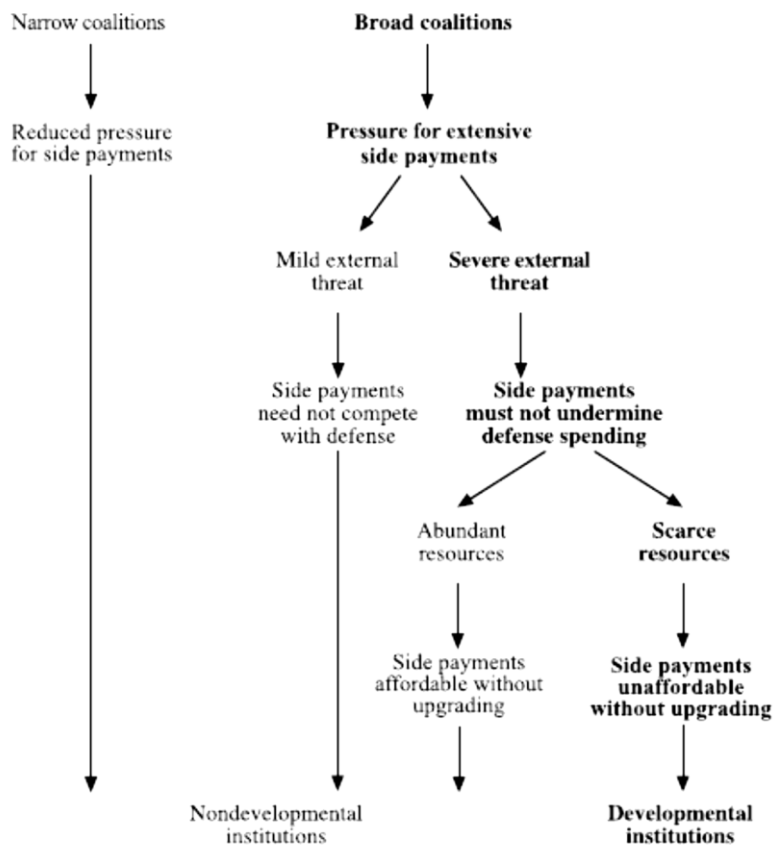 Narrow coalitions
Broad coalitions
Reduced pressure
for side payments
Pressure for extensive
side payments
Mild external
threat
Severe external
threat
Side payments
need not compete
with defense
Side payments
must not undermine
defense spending
Abundant
resources
Scarce
resources
Side payments
affordable without
upgrading
Side payments
unaffordable
without upgrading
Nondevelopmental
institutions
Developmental
institutions